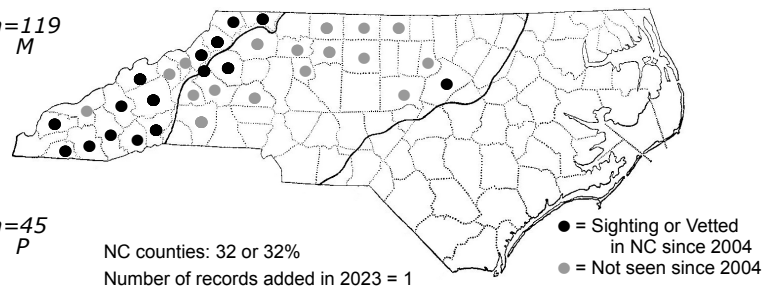 =119
M
=45
P
NC counties: 32 or 32%
Number of records added in 2023 = 1
● = Sighting or Vetted
in NC since 2004
● = Not seen since 2004